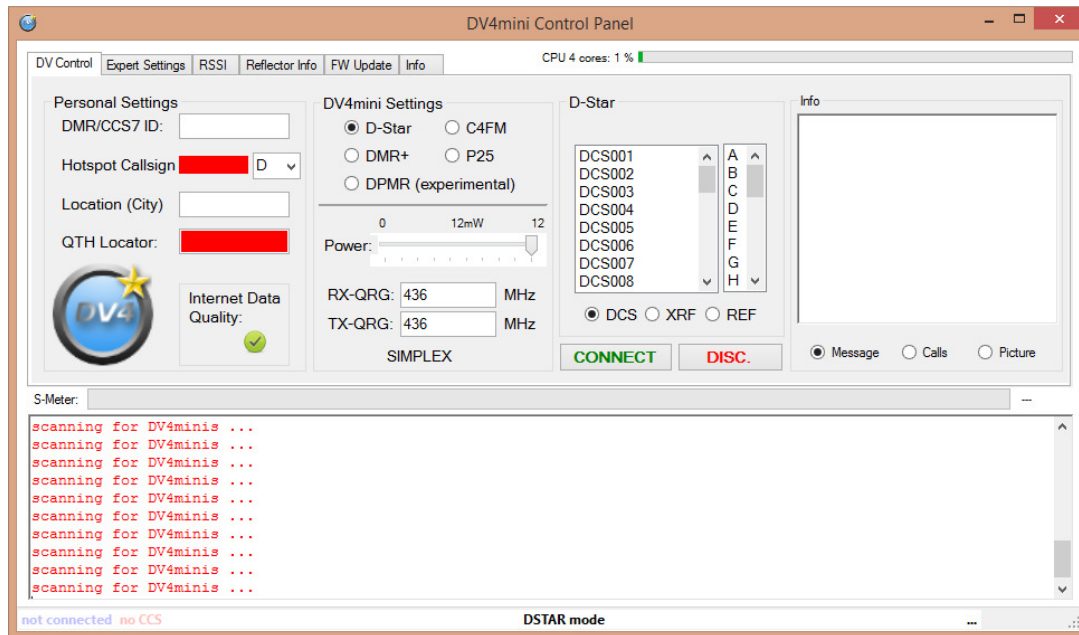 DV4mini Control Panel
DV Control Expert Settings RSSI Reflector Info FW Update Info
CPU 4 cores: 1 %
Personal Settings
DMR/CCS7 ID:
Hotspot Callsign D
Location (City)
QTH Locator:
DV4
Internet Data
Quality:
DV4mini Settings
D-Star C4FM
DMR+ P25
DPMR (experimental)
0 12mW 12
Power:
RX-QRG: 436 MHz
TX-QRG: 436 MHz
SIMPLEX
D-Star
DCS001 A
DCS002 B
DCS003 C
DCS004 D
DCS005 E
DCS006 F
DCS007 G
DCS008 H
DCS XRF REF
CONNECT DISC.
Info
Message Calls Picture
S-Meter: ---
scanning for DV4minis ...
scanning for DV4minis ...
scanning for DV4minis ...
scanning for DV4minis ...
scanning for DV4minis ...
scanning for DV4minis ...
scanning for DV4minis ...
scanning for DV4minis ...
scanning for DV4minis ...
scanning for DV4minis ...
not connected no CCS DSTAR mode ...